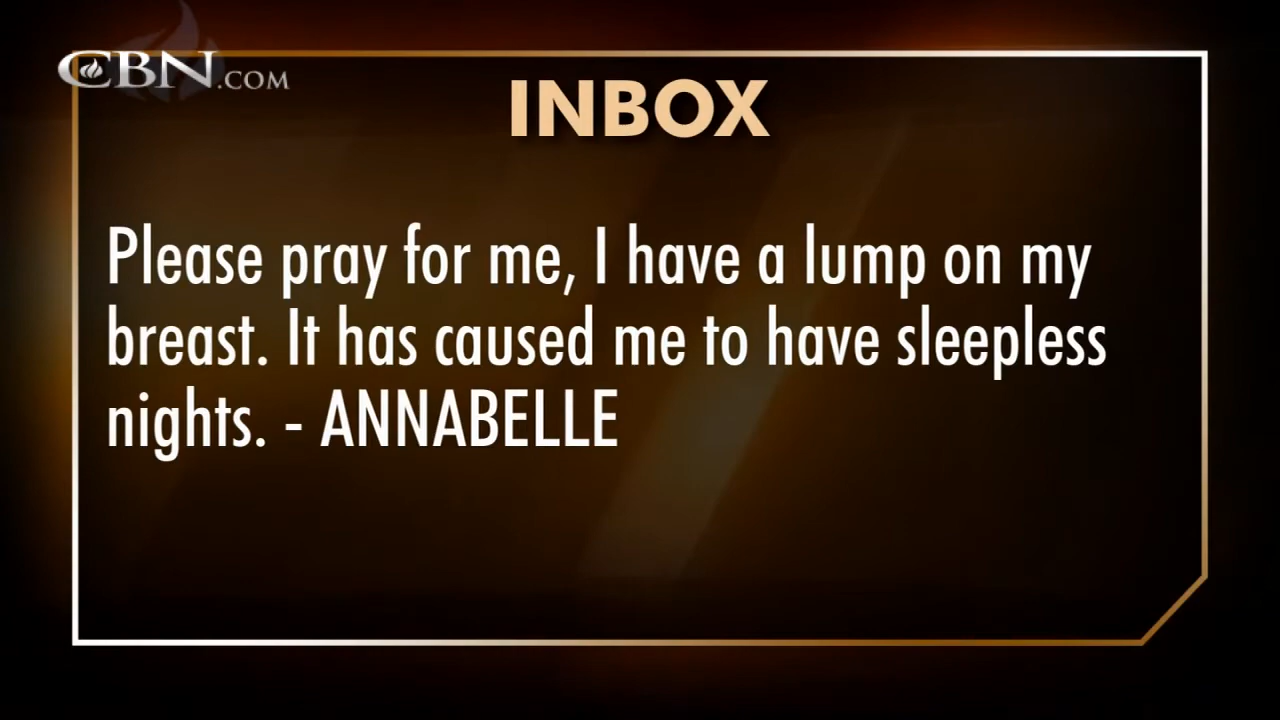 CBN.COM
INBOX
Please pray for me, I have a lump on my
breast. It has caused me to have sleepless
nights. - ANNABELLE